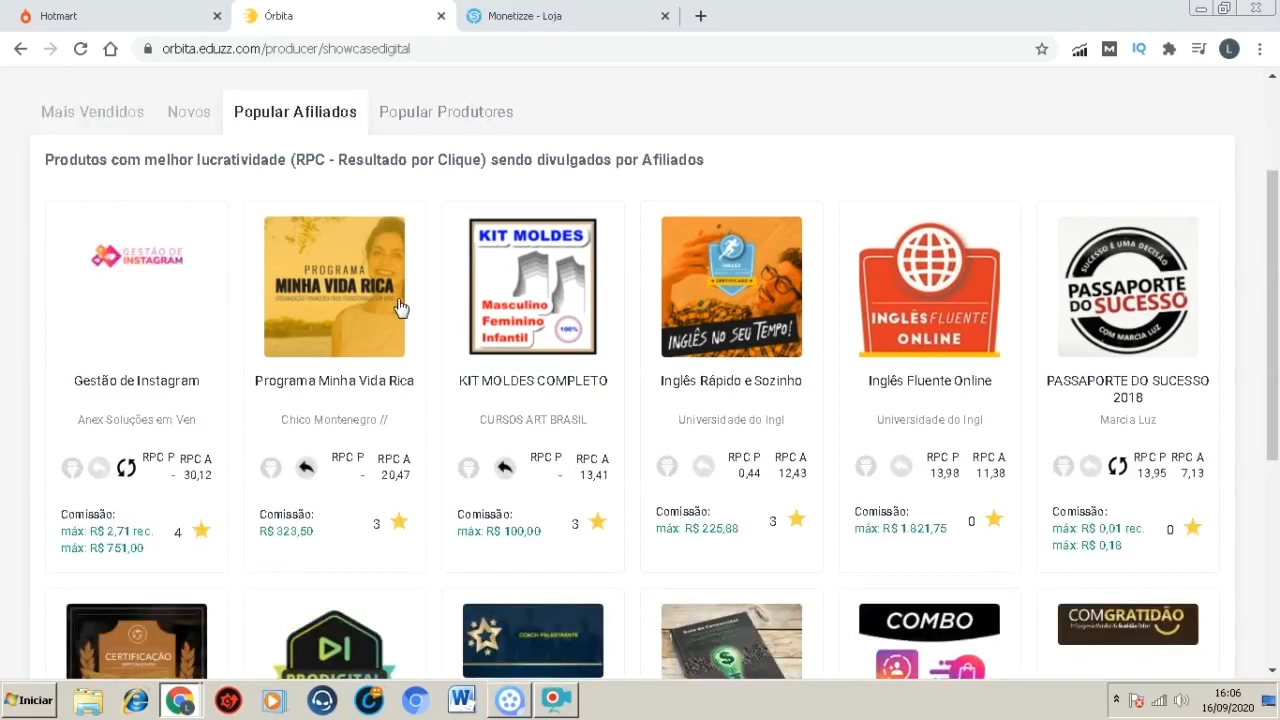 Hotmart
Órbita
Monetizze - Loja
orbita.eduzz.com/producer/showcasedigital
Mais Vendidos Novos Popular Afiliados Popular Produtores
Produtos com melhor lucratividade (RPC - Resultado por Clique) sendo divulgados por Afiliados
GESTÃO DE
INSTAGRAM
PROGRAMA
MINHA VIDA RICA
KIT MOLDES
Masculino
Feminino
Infantil
100%
INGLÊS
CERTIFICADO
INGLÊS NO SEU TEMPO!
INGLÊSFLUENTE
ONLINE
SUCESSO É UMA DECISÃO
PASSAPORTE
DO SUCESSO
COM MARCIA LUZ
Gestão de Instagram
Programa Minha Vida Rica
KIT MOLDES COMPLETO
Inglês Rápido e Sozinho
Inglês Fluente Online
PASSAPORTE DO SUCESSO
2018
Anex Soluções em Ven
Chico Montenegro //
CURSOS ART BRASIL
Universidade do Ingl
Universidade do Ingl
Marcia Luz
RPC P RPC A
- 30,12
RPC P RPC A
- 20,47
RPC P RPC A
- 13,41
RPC P RPC A
0,44 12,43
RPC P RPC A
13,98 11,38
RPC P RPC A
13,95 7,13
Comissão:
máx: R$ 2,71 rec.
máx: R$ 751,00
4
Comissão:
R$ 323,50
3
Comissão:
máx: R$ 100,00
3
Comissão:
máx: R$ 225,88
3
Comissão:
máx: R$ 1.821,75
0
Comissão:
máx: R$ 0,01 rec.
máx: R$ 0,18
0
CERTIFICAÇÃO
PRODIGITAL
COACH PALESTRANTE
COMBO
COMGRATIDÃO
Iniciar
16:06
16/09/2020